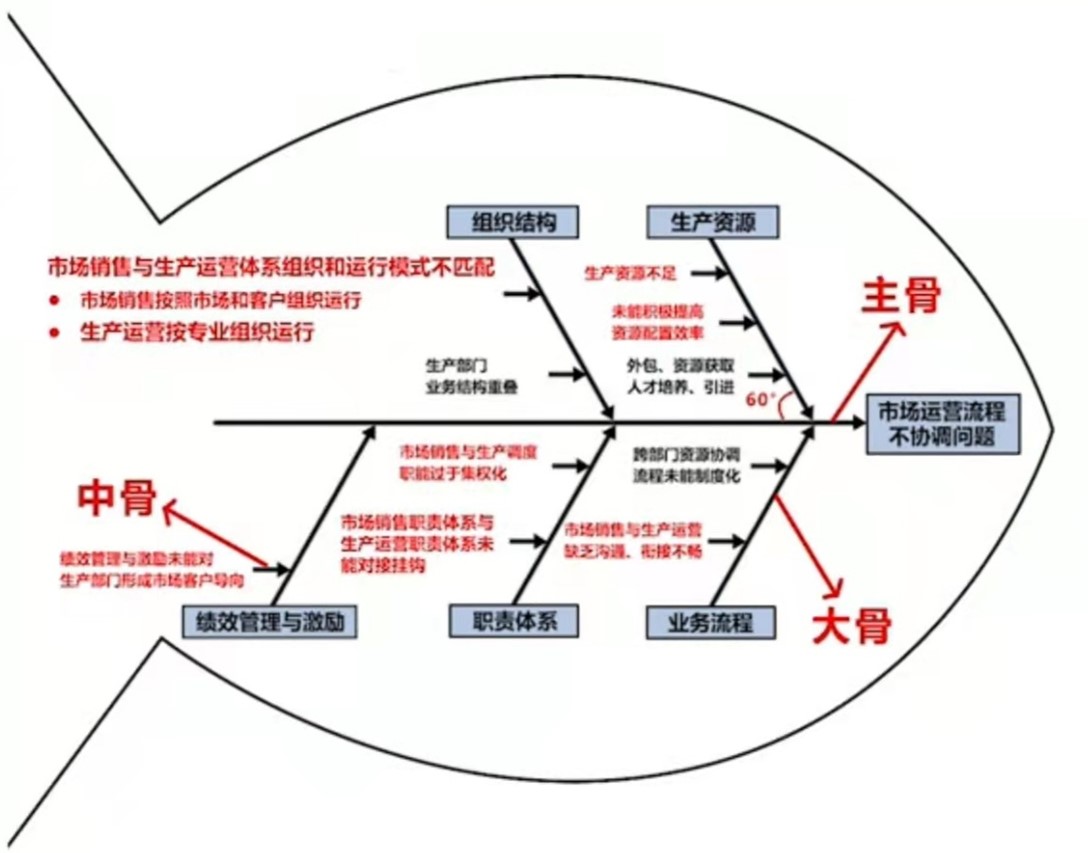 组织结构
生产资源
市场销售与生产运营体系组织和运行模式不匹配
• 市场销售按照市场和客户组织运行
• 生产运营按专业组织运行
生产部门
业务结构重叠
生产资源不足
未能积极提高
资源配置效率
外包、资源获取
人才培养、引进
60°
主骨
市场运营流程
不协调问题
中骨
绩效管理与激励未能对
生产部门形成市场客户导向
市场销售与生产调度
职能过于集权化
市场销售职责体系与
生产运营职责体系未
能对接挂钩
跨部门资源协调
流程未能制度化
市场销售与生产运营
缺乏沟通、衔接不畅
大骨
绩效管理与激励
职责体系
业务流程